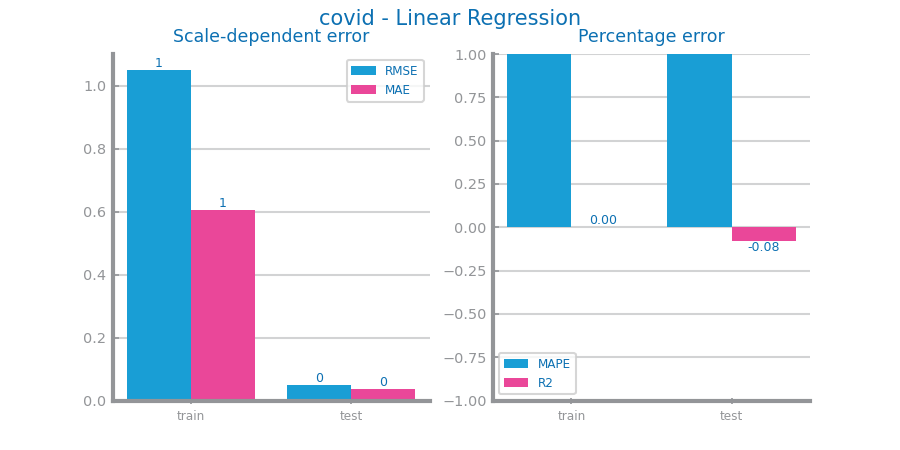 covid - Linear Regression
Scale-dependent error
1
1
0
0
RMSE
MAE
1.0
0.8
0.6
0.4
0.2
0.0
train
test
Percentage error
1.00
0.75
0.50
0.25
0.00
−0.25
−0.50
−0.75
−1.00
0.00
-0.08
MAPE
R2
train
test